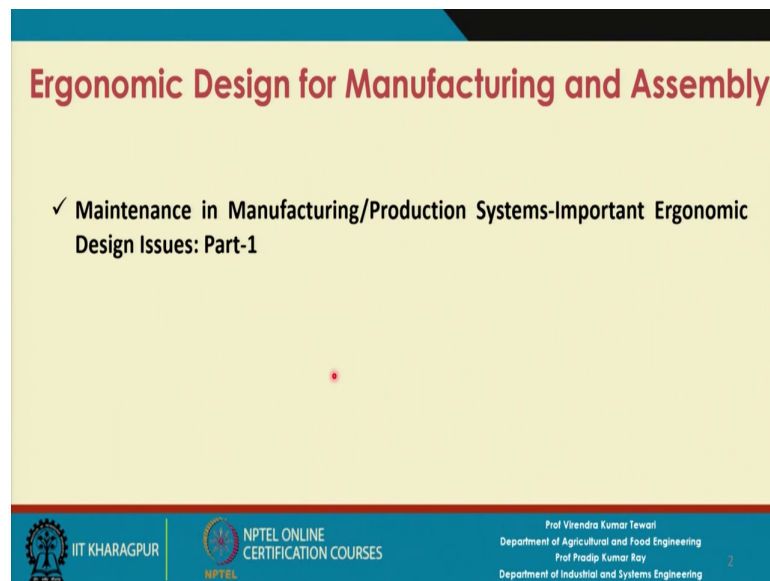 Ergonomic Design for Manufacturing and Assembly
✓ Maintenance in Manufacturing/Production Systems-Important Ergonomic
Design Issues: Part-1
IIT KHARAGPUR
NPTEL
NPTEL ONLINE
CERTIFICATION COURSES
Prof Virendra Kumar Tewari
Department of Agricultural and Food Engineering
Prof Pradip Kumar Ray
Department of Industrial and Systems Engineering
2